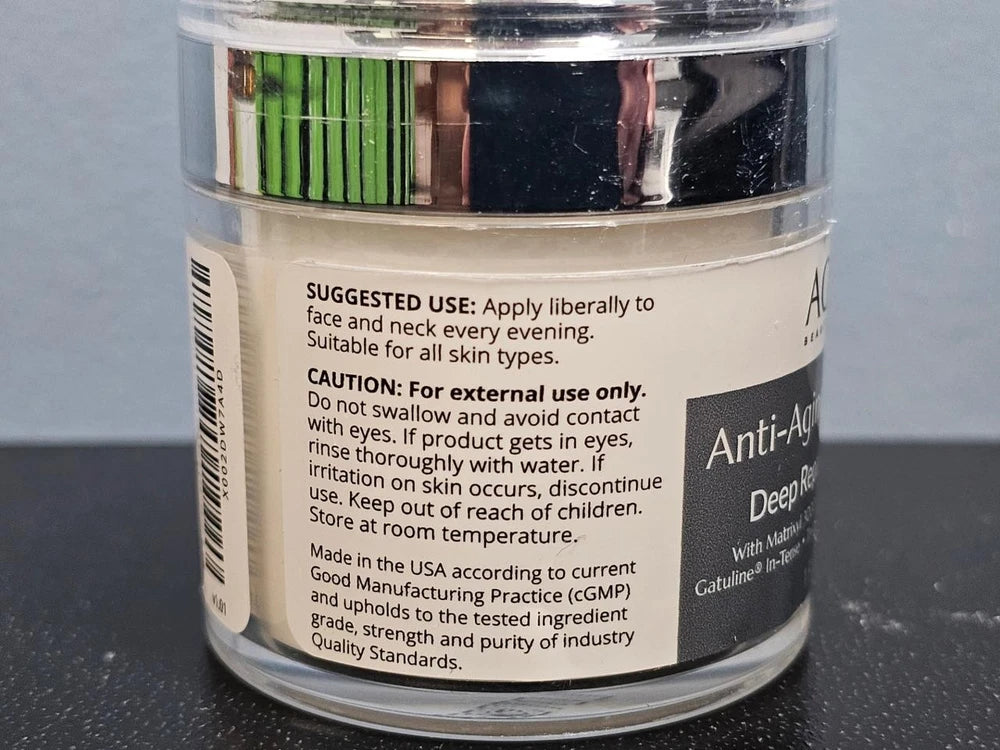 SUGGESTED USE: Apply liberally to
face and neck every evening.
Suitable for all skin types.
CAUTION: For external use only.
Do not swallow and avoid contact
with eyes. If product gets in eyes,
rinse thoroughly with water. If
irritation on skin occurs, discontinue
use. Keep out of reach of children.
Store at room temperature.
Made in the USA according to current
Good Manufacturing Practice (cGMP)
and upholds to the tested ingredient
grade, strength and purity of industry
Quality Standards.
X002DW7A4D
v1.01
Deep
With
Gatuline® In-Tense